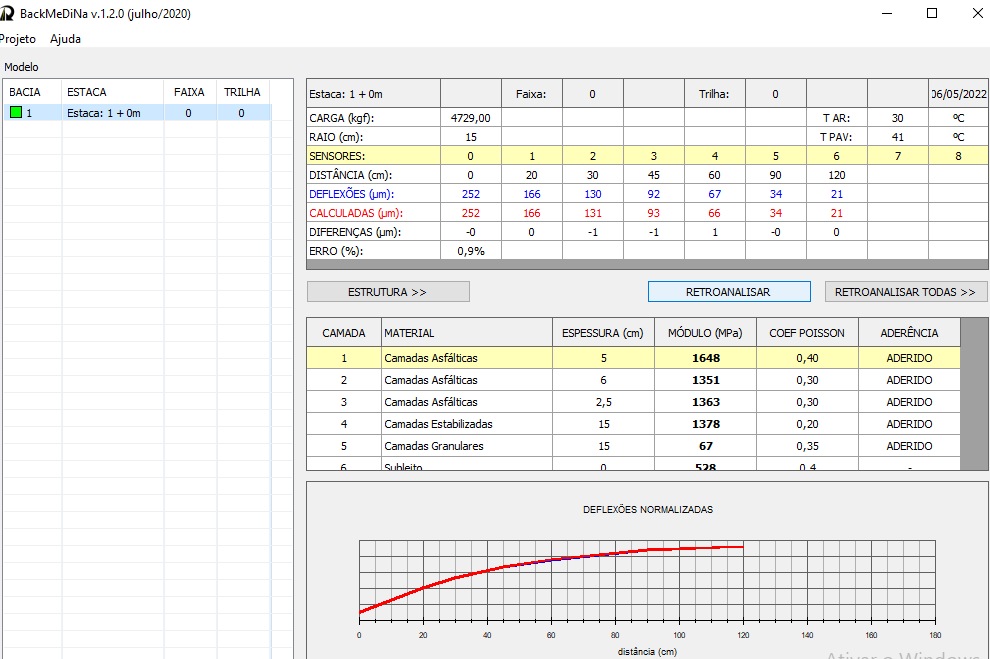 BackMeDiNa v.1.2.0 (julho/2020)
Projeto Ajuda
Modelo
BACIA ESTACA FAIXA TRILHA
1 Estaca: 1 + 0m 0 0
Estaca: 1 + 0m Faixa: 0 Trilha: 0 06/05/2022
CARGA (kgf): 4729,00 T AR: 30 ºC
RAIO (cm): 15 T PAV: 41 ºC
SENSORES: 0 1 2 3 4 5 6 7 8
DISTÂNCIA (cm): 0 20 30 45 60 90 120
DEFLEXÕES (µm): 252 166 130 92 67 34 21
CALCULADAS (µm): 252 166 131 93 66 34 21
DIFERENÇAS (µm): -0 0 -1 -1 1 -0 0
ERRO (%): 0,9%
ESTRUTURA >> RETROANALISAR RETROANALISAR TODAS >>
CAMADA MATERIAL ESPESSURA (cm) MÓDULO (MPa) COEF POISSON ADERÊNCIA
1 Camadas Asfálticas 5 1648 0,40 ADERIDO
2 Camadas Asfálticas 6 1351 0,30 ADERIDO
3 Camadas Asfálticas 2,5 1363 0,30 ADERIDO
4 Camadas Estabilizadas 15 1378 0,20 ADERIDO
5 Camadas Granulares 15 67 0,35 ADERIDO
6 Subleito 0 528 0,4 -
DEFLEXÕES NORMALIZADAS
0 20 40 60 80 100 120 140 160 180
distância (cm)
Ativar o Windows